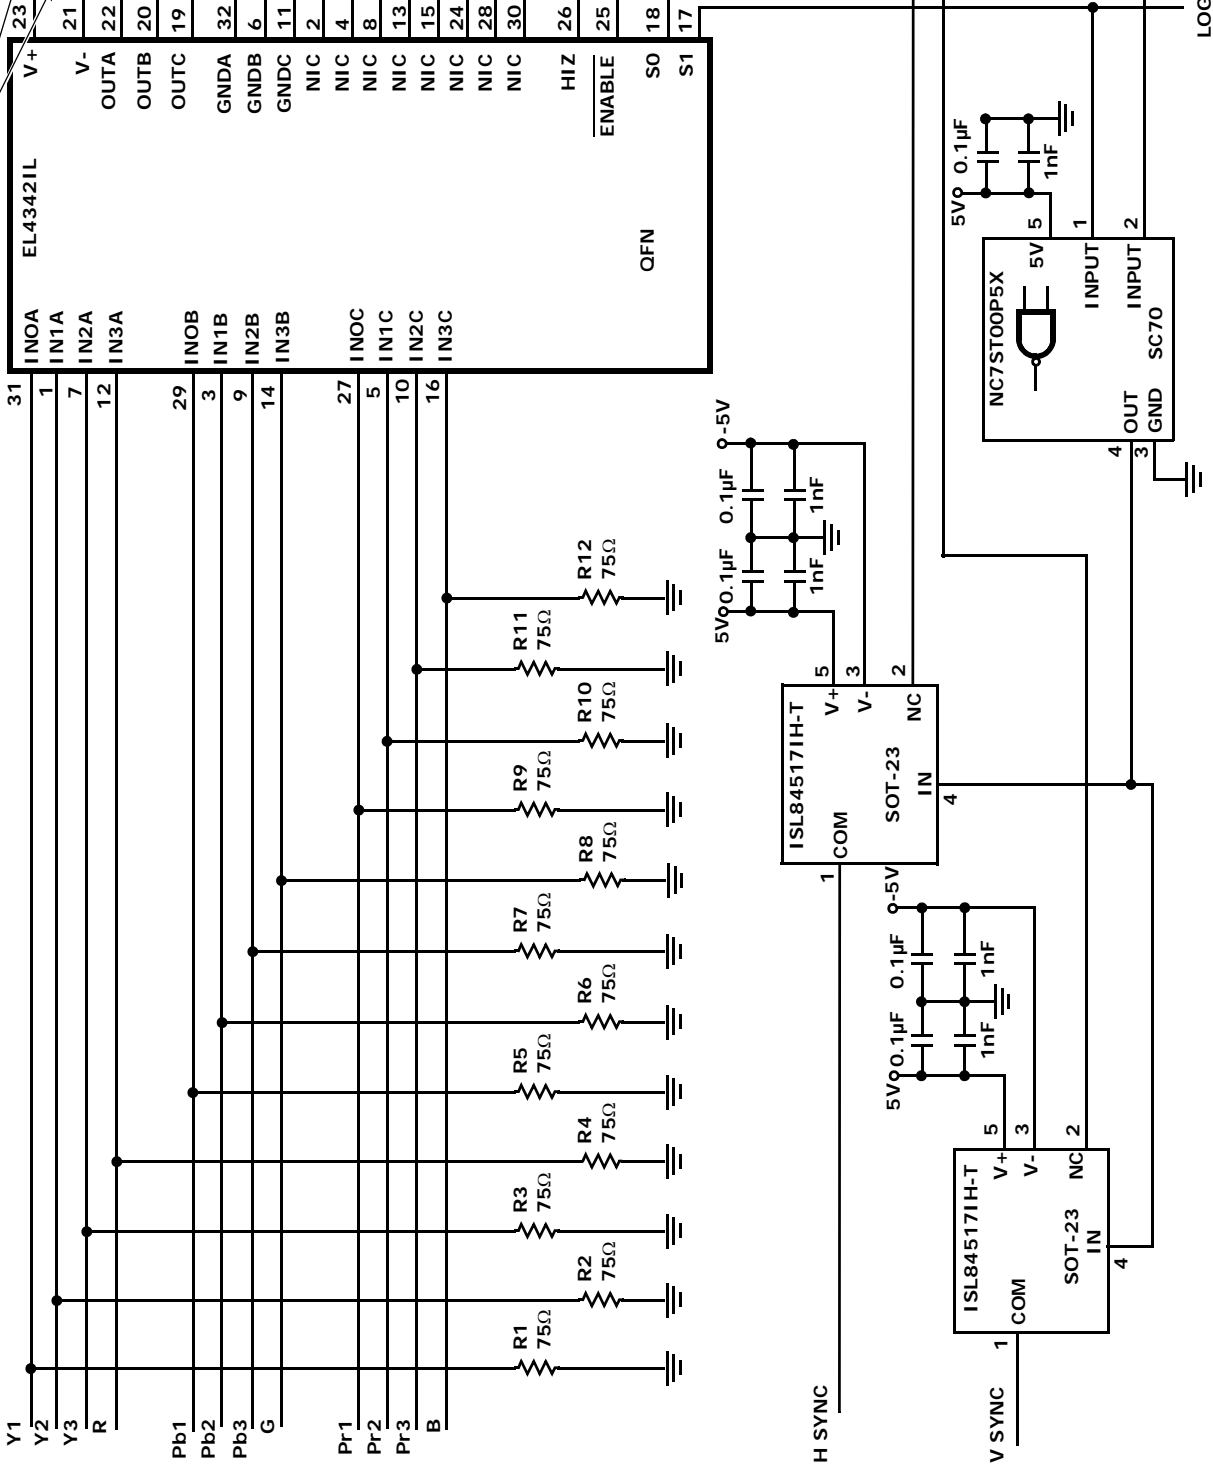 23
21
22
20
19
32
6
11
2
4
8
13
15
24
28
30
26
25
18
17
V+
V-
OUTA
OUTB
OUTC
GNDA
GNDB
GNDC
NIC
NIC
NIC
NIC
NIC
NIC
NIC
NIC
HIZ
ENABLE
S0
S1
EL4342IL
QFN
IN0A
IN1A
IN2A
IN3A
IN0B
IN1B
IN2B
IN3B
IN0C
IN1C
IN2C
IN3C
31
1
7
12
29
3
9
14
27
5
10
16
R12
75Ω
R11
75Ω
R10
75Ω
R9
75Ω
R8
75Ω
R7
75Ω
R6
75Ω
R5
75Ω
R4
75Ω
R3
75Ω
R2
75Ω
R1
75Ω
Y1
Y2
Y3
R
Pb1
Pb2
Pb3
G
Pr1
Pr2
Pr3
B
LOG
0.1µF
1nF
5V
5
1
2
5V
INPUT
INPUT
NC7ST00P5X
SC70
OUT
GND
4
3
-5V
0.1µF
1nF
0.1µF
1nF
5V
5
3
2
V+
V-
NC
ISL84517IH-T
SOT-23
IN
COM
4
1
-5V
0.1µF
1nF
0.1µF
1nF
5V
5
3
2
V+
V-
NC
ISL84517IH-T
SOT-23
IN
COM
4
1
H SYNC
V SYNC